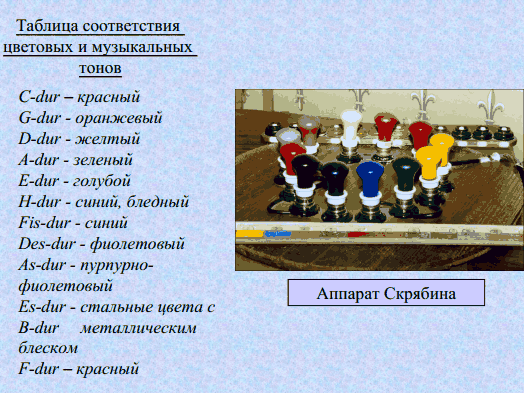 Таблица соответствия
цветовых и музыкальных
тонов
C-dur – красный
G-dur - оранжевый
D-dur - желтый
A-dur - зеленый
E-dur - голубой
H-dur - синий, бледный
Fis-dur - синий
Des-dur - фиолетовый
As-dur - пурпурно-
фиолетовый
Es-dur - стальные цвета с
B-dur металлическим
блеском
F-dur – красный
Аппарат Скрябина